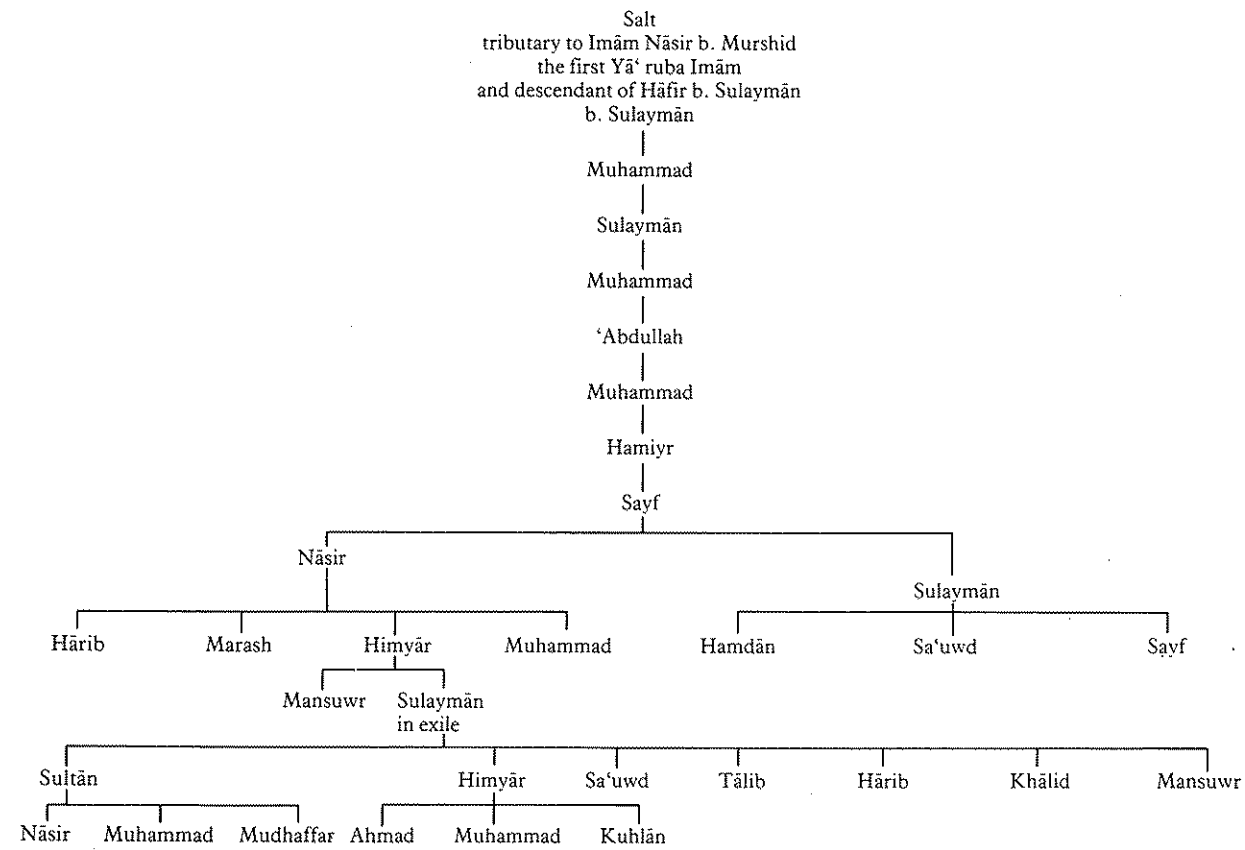 Salt
tributary to Imām Nāsir b. Murshid
the first Yā‘ ruba Imām
and descendant of Hāfir b. Sulaymān
b. Sulaymān
Muhammad
Sulaymān
Muhammad
‘Abdullah
Muhammad
Hamiyr
Sayf
Nāsir
Sulaymān
Hārib Marash Himyār Muhammad Hamdān Sa‘uwd Sayf
Mansuwr Sulaymān
in exile
Sultān Himyār Sa‘uwd Tālib Hārib Khālid Mansuwr
Nāsir Muhammad Mudhaffar Ahmad Muhammad Kuhlān